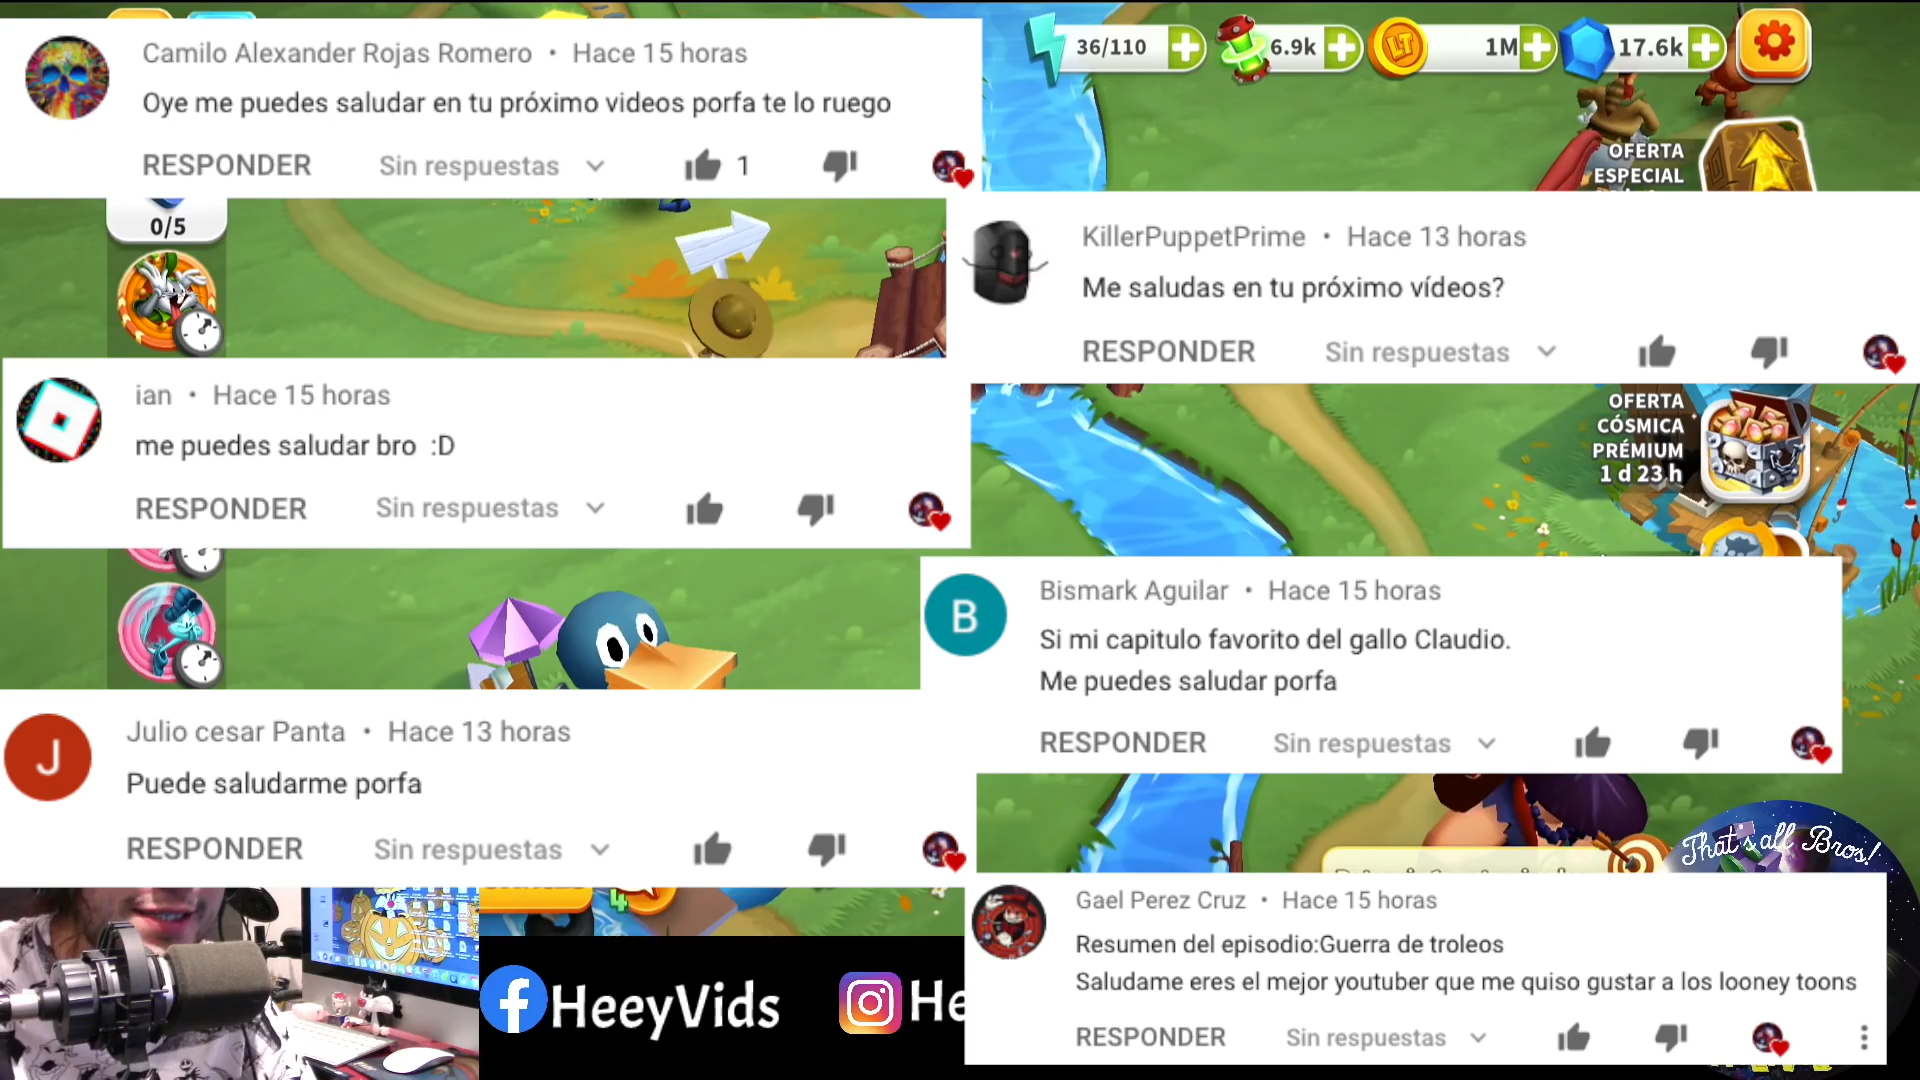 Camilo Alexander Rojas Romero • Hace 15 horas
Oye me puedes saludar en tu próximo videos porfa te lo ruego
RESPONDER Sin respuestas 1
36/110 6.9k 1M 17.6k
LT
OFERTA
ESPECIAL
0/5
KillerPuppetPrime • Hace 13 horas
Me saludas en tu próximo vídeos?
RESPONDER Sin respuestas
ian • Hace 15 horas
me puedes saludar bro :D
RESPONDER Sin respuestas
OFERTA
CÓSMICA
PRÉMIUM
1 d 23 h
B
Bismark Aguilar • Hace 15 horas
Si mi capitulo favorito del gallo Claudio.
Me puedes saludar porfa
RESPONDER Sin respuestas
J
Julio cesar Panta • Hace 13 horas
Puede saludarme porfa
RESPONDER Sin respuestas
That's all Bros!
4
Gael Perez Cruz • Hace 15 horas
Resumen del episodio:Guerra de troleos
Saludame eres el mejor youtuber que me quiso gustar a los looney toons
RESPONDER Sin respuestas
HeeyVids
He